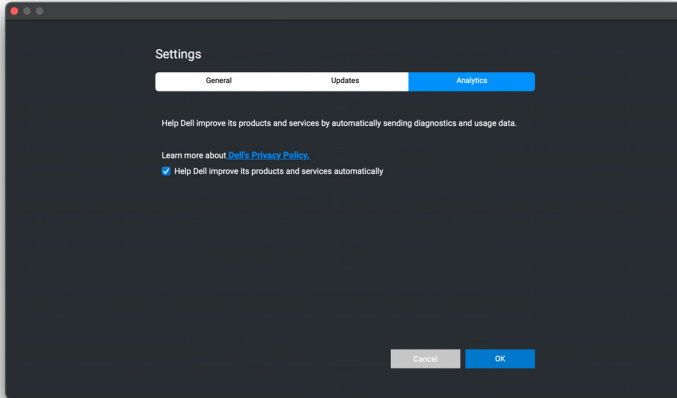 Settings
General Updates Analytics
Help Dell improve its products and services by automatically sending diagnostics and usage data.
Learn more about Dell's Privacy Policy.
Help Dell improve its products and services automatically
Cancel OK